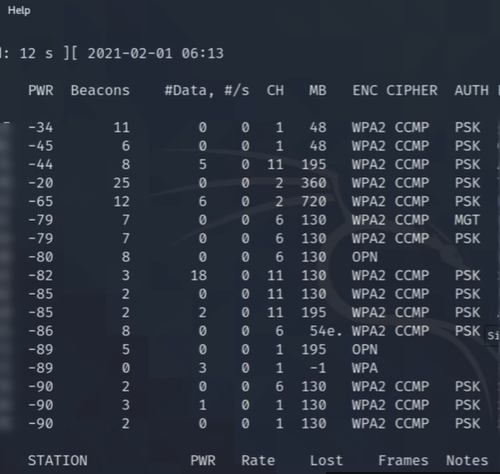 Help
: 12 s ][ 2021-02-01 06:13
PWR Beacons #Data, #/s CH MB ENC CIPHER AUTH
-34 11 0 0 1 48 WPA2 CCMP PSK
-45 6 0 0 1 48 WPA2 CCMP PSK
-44 8 5 0 11 195 WPA2 CCMP PSK
-20 25 0 0 2 360 WPA2 CCMP PSK
-65 12 6 0 2 720 WPA2 CCMP PSK
-79 7 0 0 6 130 WPA2 CCMP MGT
-79 7 0 0 6 130 WPA2 CCMP PSK
-80 8 0 0 6 130 OPN
-82 3 18 0 11 130 WPA2 CCMP PSK
-85 2 0 0 11 130 WPA2 CCMP PSK
-85 2 2 0 11 195 WPA2 CCMP PSK
-86 8 0 0 6 54e. WPA2 CCMP PSK
-89 5 0 0 1 195 OPN
-89 0 3 0 1 -1 WPA
-90 2 0 0 6 130 WPA2 CCMP PSK
-90 3 1 0 1 130 WPA2 CCMP PSK
-90 2 0 0 1 130 WPA2 CCMP PSK
STATION PWR Rate Lost Frames Notes